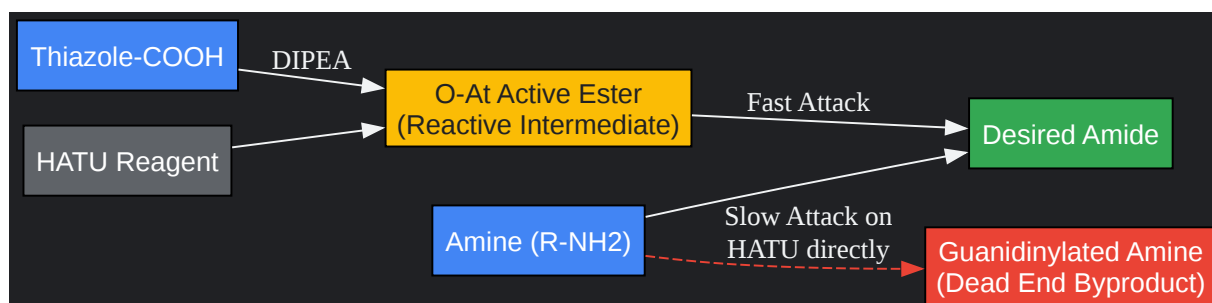 Thiazole-COOH
DIPEA
HATU Reagent
O-At Active Ester
(Reactive Intermediate)
Fast Attack
Desired Amide
Amine (R-NH2)
Slow Attack on
HATU directly
Guanidinylated Amine
(Dead End Byproduct)